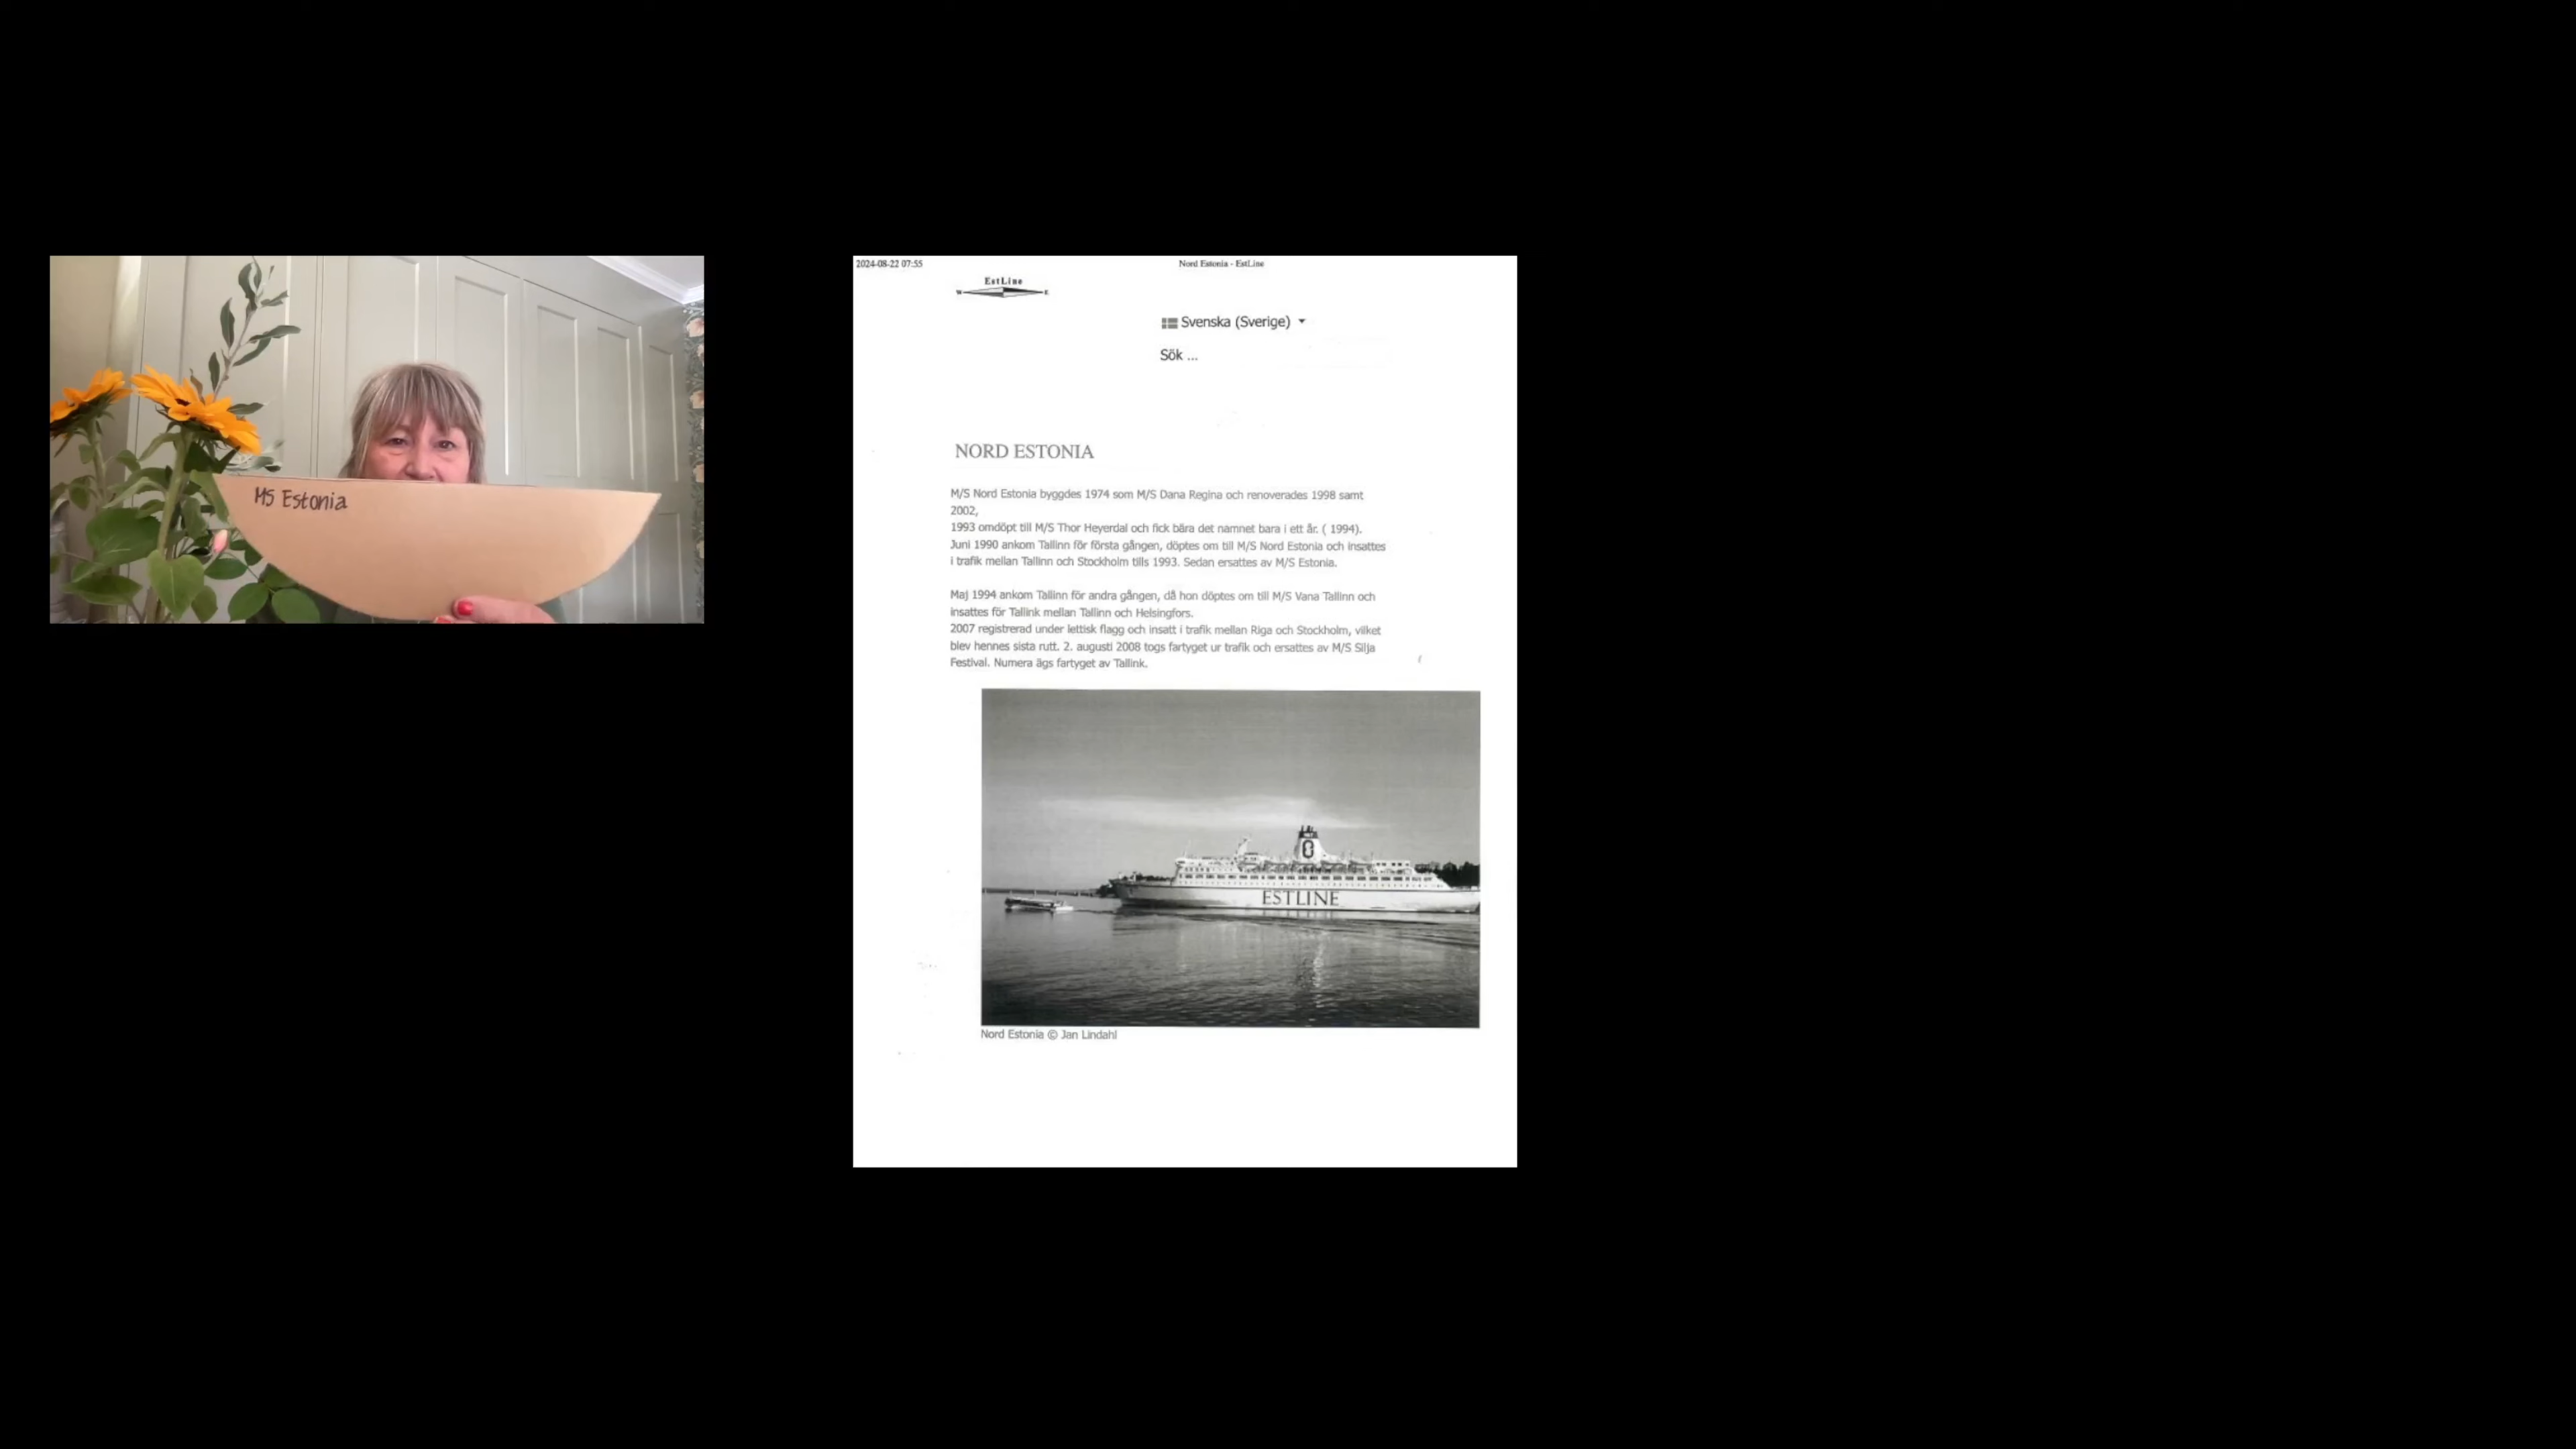 MS Estonia
2024-08-22 07:55
Nord Estonia - EstLine
EstLine
W E
Svenska (Sverige)
Sök ...
NORD ESTONIA
M/S Nord Estonia byggdes 1974 som M/S Dana Regina och renoverades 1998 samt
2002,
1993 omdöpt till M/S Thor Heyerdal och fick bära det namnet bara i ett år. ( 1994).
Juni 1990 ankom Tallinn för första gången, döptes om till M/S Nord Estonia och insattes
i trafik mellan Tallinn och Stockholm tills 1993. Sedan ersattes av M/S Estonia.
Maj 1994 ankom Tallinn för andra gången, då hon döptes om till M/S Vana Tallinn och
insattes för Tallink mellan Tallinn och Helsingfors.
2007 registrerad under lettisk flagg och insatt i trafik mellan Riga och Stockholm, vilket
blev hennes sista rutt. 2. augusti 2008 togs fartyget ur trafik och ersattes av M/S Silja
Festival. Numera ägs fartyget av Tallink.
ESTLINE
Nord Estonia © Jan Lindahl